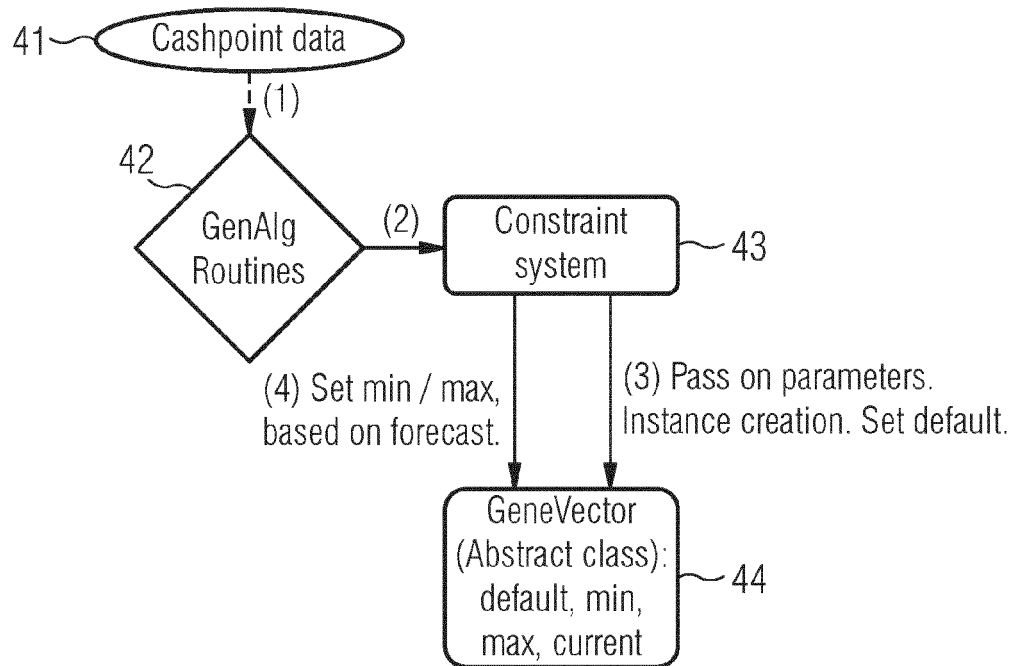 41
Cashpoint data
(1)
42
GenAlg
Routines
(2)
Constraint
system
43
(4) Set min / max,
based on forecast.
(3) Pass on parameters.
Instance creation. Set default.
GeneVector
(Abstract class):
default, min,
max, current
44